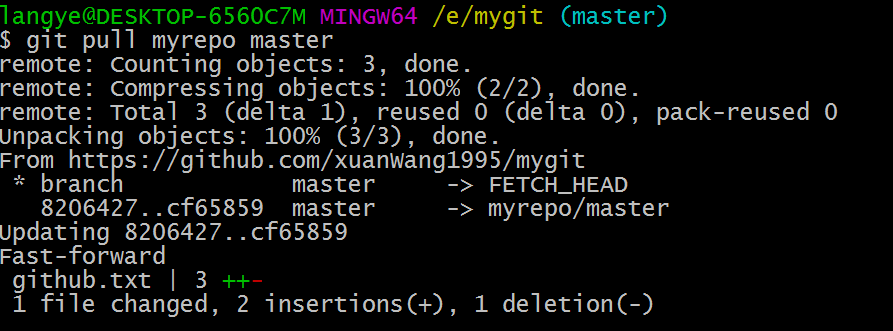 langye@DESKTOP-6560C7M MINGW64 /e/mygit (master)
$ git pull myrepo master
remote: Counting objects: 3, done.
remote: Compressing objects: 100% (2/2), done.
remote: Total 3 (delta 1), reused 0 (delta 0), pack-reused 0
Unpacking objects: 100% (3/3), done.
From https://github.com/xuanWang1995/mygit
 * branch            master     -> FETCH_HEAD
   8206427..cf65859  master     -> myrepo/master
Updating 8206427..cf65859
Fast-forward
 github.txt | 3 ++-
 1 file changed, 2 insertions(+), 1 deletion(-)